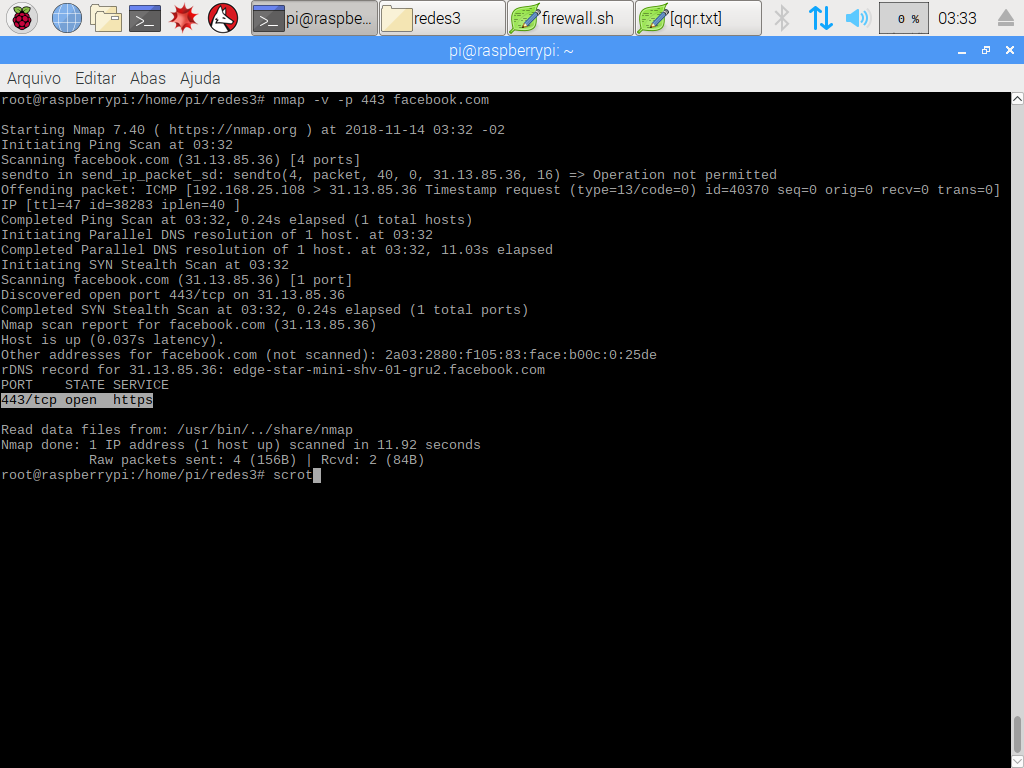 pi@raspbe...
redes3
firewall.sh
[qqr.txt]
0 %
03:33
pi@raspberrypi: ~
Arquivo Editar Abas Ajuda
root@raspberrypi:/home/pi/redes3# nmap -v -p 443 facebook.com
Starting Nmap 7.40 ( https://nmap.org ) at 2018-11-14 03:32 -02
Initiating Ping Scan at 03:32
Scanning facebook.com (31.13.85.36) [4 ports]
sendto in send_ip_packet_sd: sendto(4, packet, 40, 0, 31.13.85.36, 16) => Operation not permitted
Offending packet: ICMP [192.168.25.108 > 31.13.85.36 Timestamp request (type=13/code=0) id=40370 seq=0 orig=0 recv=0 trans=0]
IP [ttl=47 id=38283 iplen=40 ]
Completed Ping Scan at 03:32, 0.24s elapsed (1 total hosts)
Initiating Parallel DNS resolution of 1 host. at 03:32
Completed Parallel DNS resolution of 1 host. at 03:32, 11.03s elapsed
Initiating SYN Stealth Scan at 03:32
Scanning facebook.com (31.13.85.36) [1 port]
Discovered open port 443/tcp on 31.13.85.36
Completed SYN Stealth Scan at 03:32, 0.24s elapsed (1 total ports)
Nmap scan report for facebook.com (31.13.85.36)
Host is up (0.037s latency).
Other addresses for facebook.com (not scanned): 2a03:2880:f105:83:face:b00c:0:25de
rDNS record for 31.13.85.36: edge-star-mini-shv-01-gru2.facebook.com
PORT    STATE SERVICE
443/tcp open  https
Read data files from: /usr/bin/../share/nmap
Nmap done: 1 IP address (1 host up) scanned in 11.92 seconds
Raw packets sent: 4 (156B) | Rcvd: 2 (84B)
root@raspberrypi:/home/pi/redes3# scrot